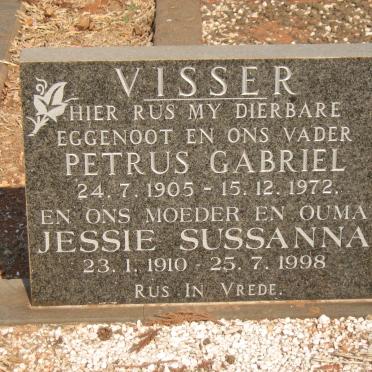 VISSER
HIER RUS MY DIERBARE
EGGENOOT EN ONS VADER
PETRUS GABRIEL
24.7.1905 - 15.12.1972.
EN ONS MOEDER EN OUMA
JESSIE SUSSANNA
23.1.1910 - 25.7.1998
RUS IN VREDE.